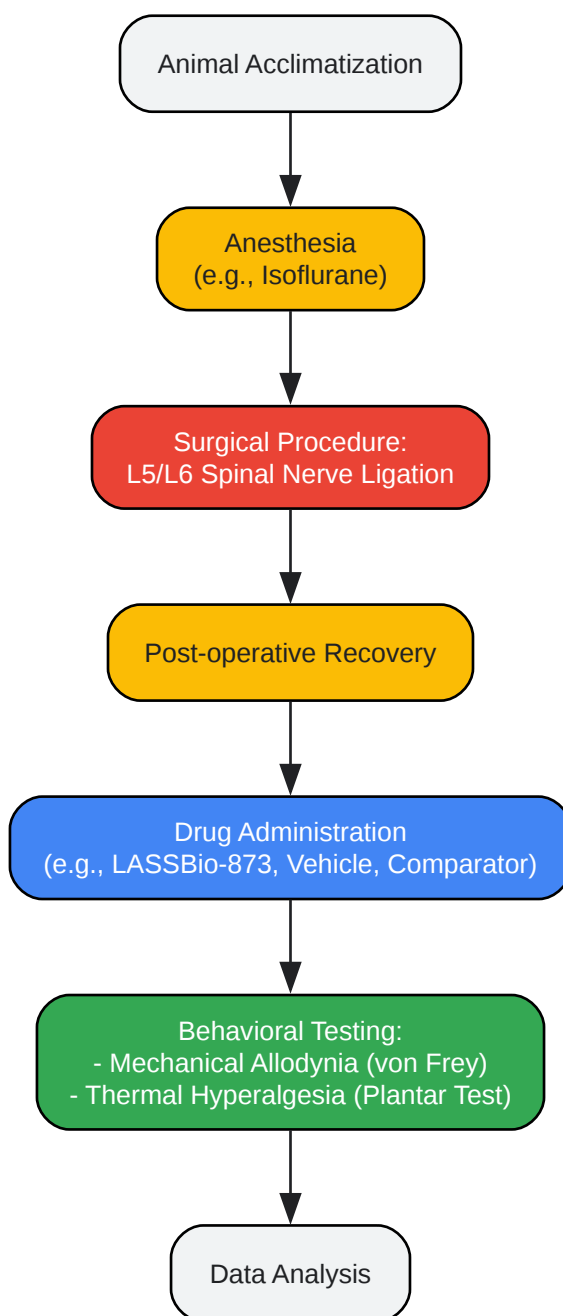 Animal Acclimatization
Anesthesia
(e.g., Isoflurane)
Surgical Procedure:
L5/L6 Spinal Nerve Ligation
Post-operative Recovery
Drug Administration
(e.g., LASSBio-873, Vehicle, Comparator)
Behavioral Testing:
- Mechanical Allodynia (von Frey)
- Thermal Hyperalgesia (Plantar Test)
Data Analysis